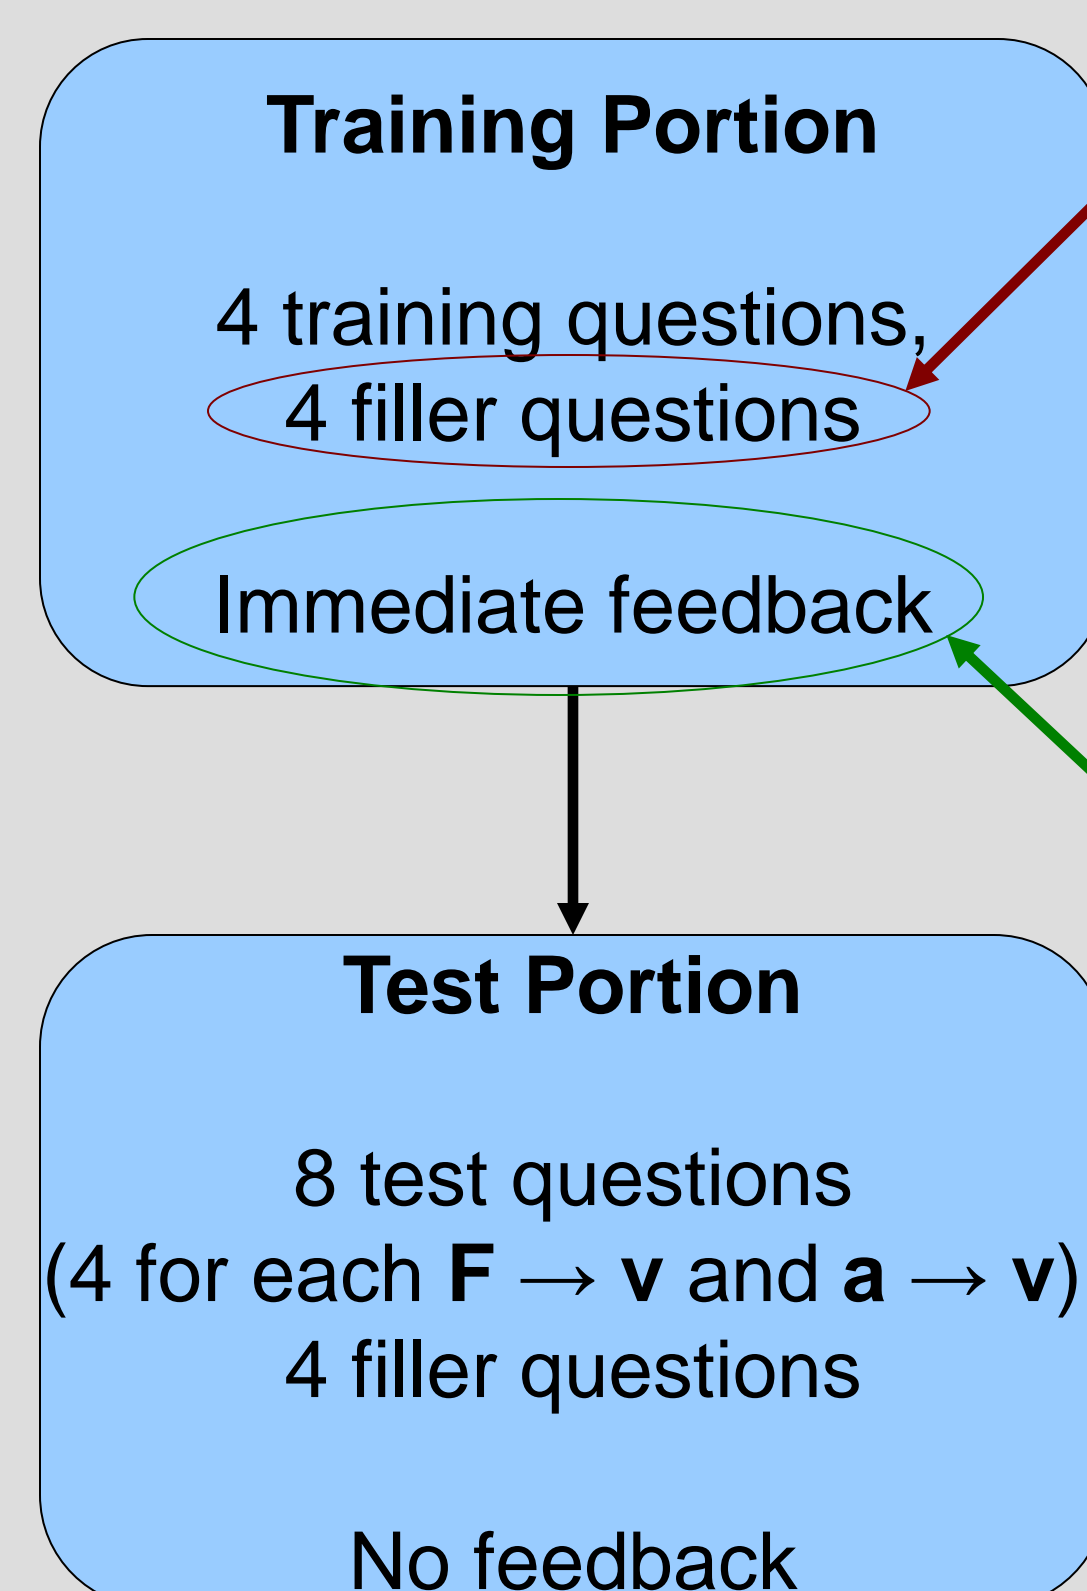 Training Portion
4 training questions,
4 filler questions
Immediate feedback
Test Portion
8 test questions
(4 for each F → v and a → v)
4 filler questions
No feedback